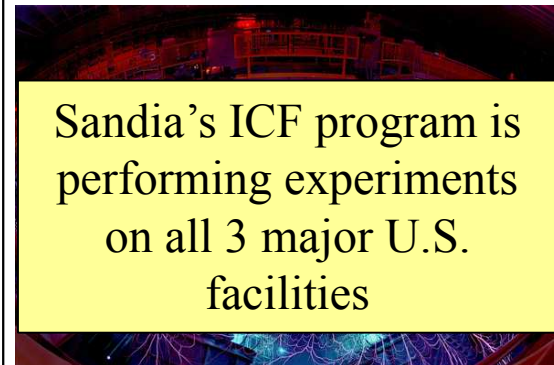 Sandia’s ICF program is
performing experiments
on all 3 major U.S.
facilities